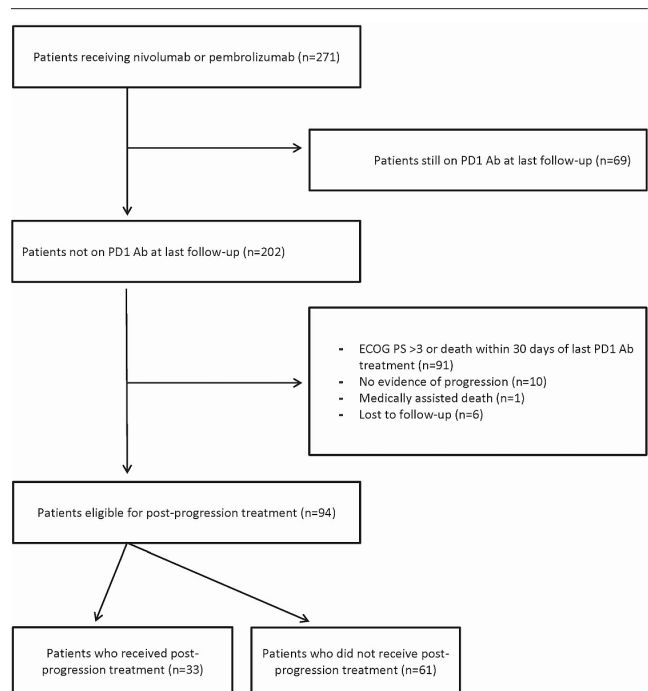 Patients receiving nivolumab or pembrolizumab (n=271)
Patients still on PD1 Ab at last follow-up (n=69)
Patients not on PD1 Ab at last follow-up (n=202)
- ECOG PS >3 or death within 30 days of last PD1 Ab
treatment (n=91)
- No evidence of progression (n=10)
- Medically assisted death (n=1)
- Lost to follow-up (n=6)
Patients eligible for post-progression treatment (n=94)
Patients who received post-
progression treatment (n=33)
Patients who did not receive post-
progression treatment (n=61)